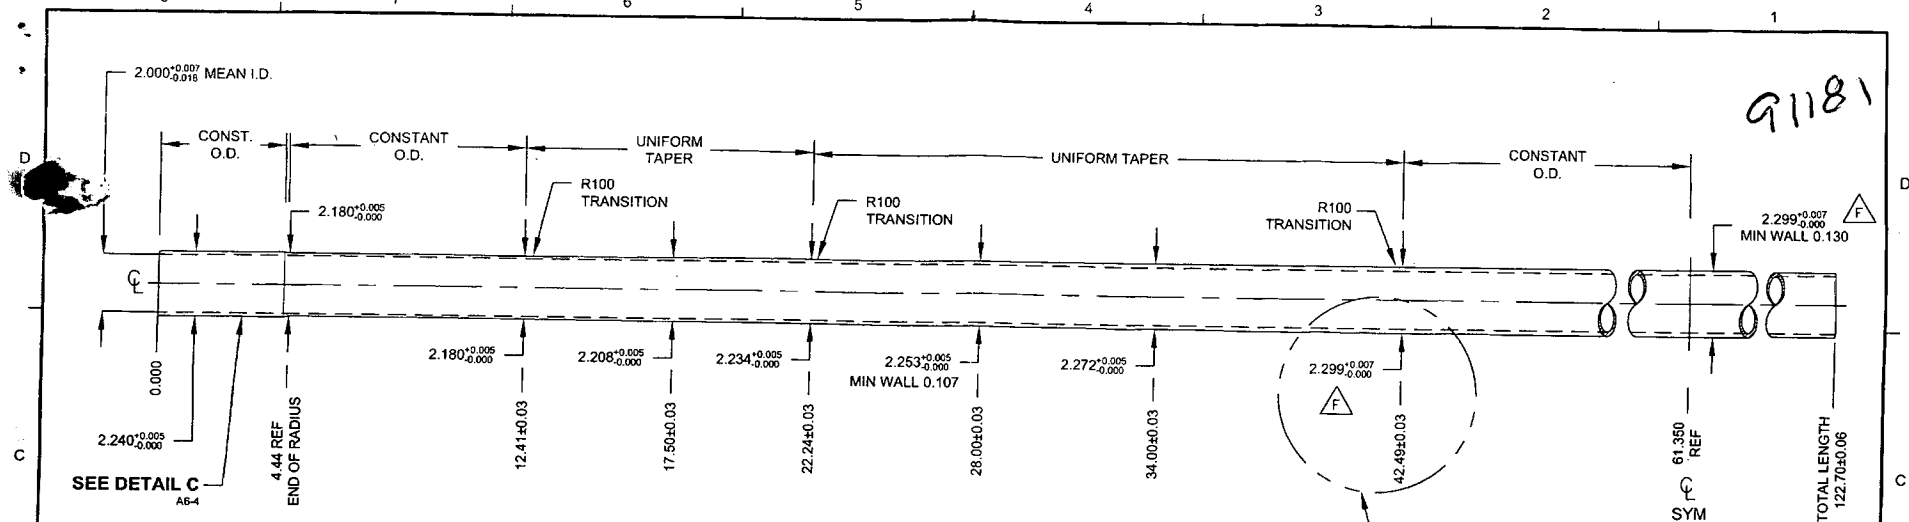 7 6 5 4 3 2 1
2.000 +0.007 -0.018 MEAN I.D.
91181
CONST.
O.D.
CONSTANT
O.D.
UNIFORM
TAPER
UNIFORM TAPER
CONSTANT
O.D.
D
D
R100
TRANSITION
R100
TRANSITION
R100
TRANSITION
2.180 +0.005 -0.000
2.299 +0.007 -0.000
MIN WALL 0.130
F
CL
2.180 +0.005 -0.000
2.208 +0.005 -0.000
2.234 +0.005 -0.000
2.253 +0.005 -0.000
MIN WALL 0.107
2.272 +0.005 -0.000
2.299 +0.007 -0.000
F
0.000
2.240 +0.005 -0.000
4.44 REF
END OF RADIUS
12.41±0.03
17.50±0.03
22.24±0.03
28.00±0.03
34.00±0.03
42.49±0.03
61.350
REF
CL
SYM
TOTAL LENGTH
122.70±0.06
C
C
SEE DETAIL C
A6-4